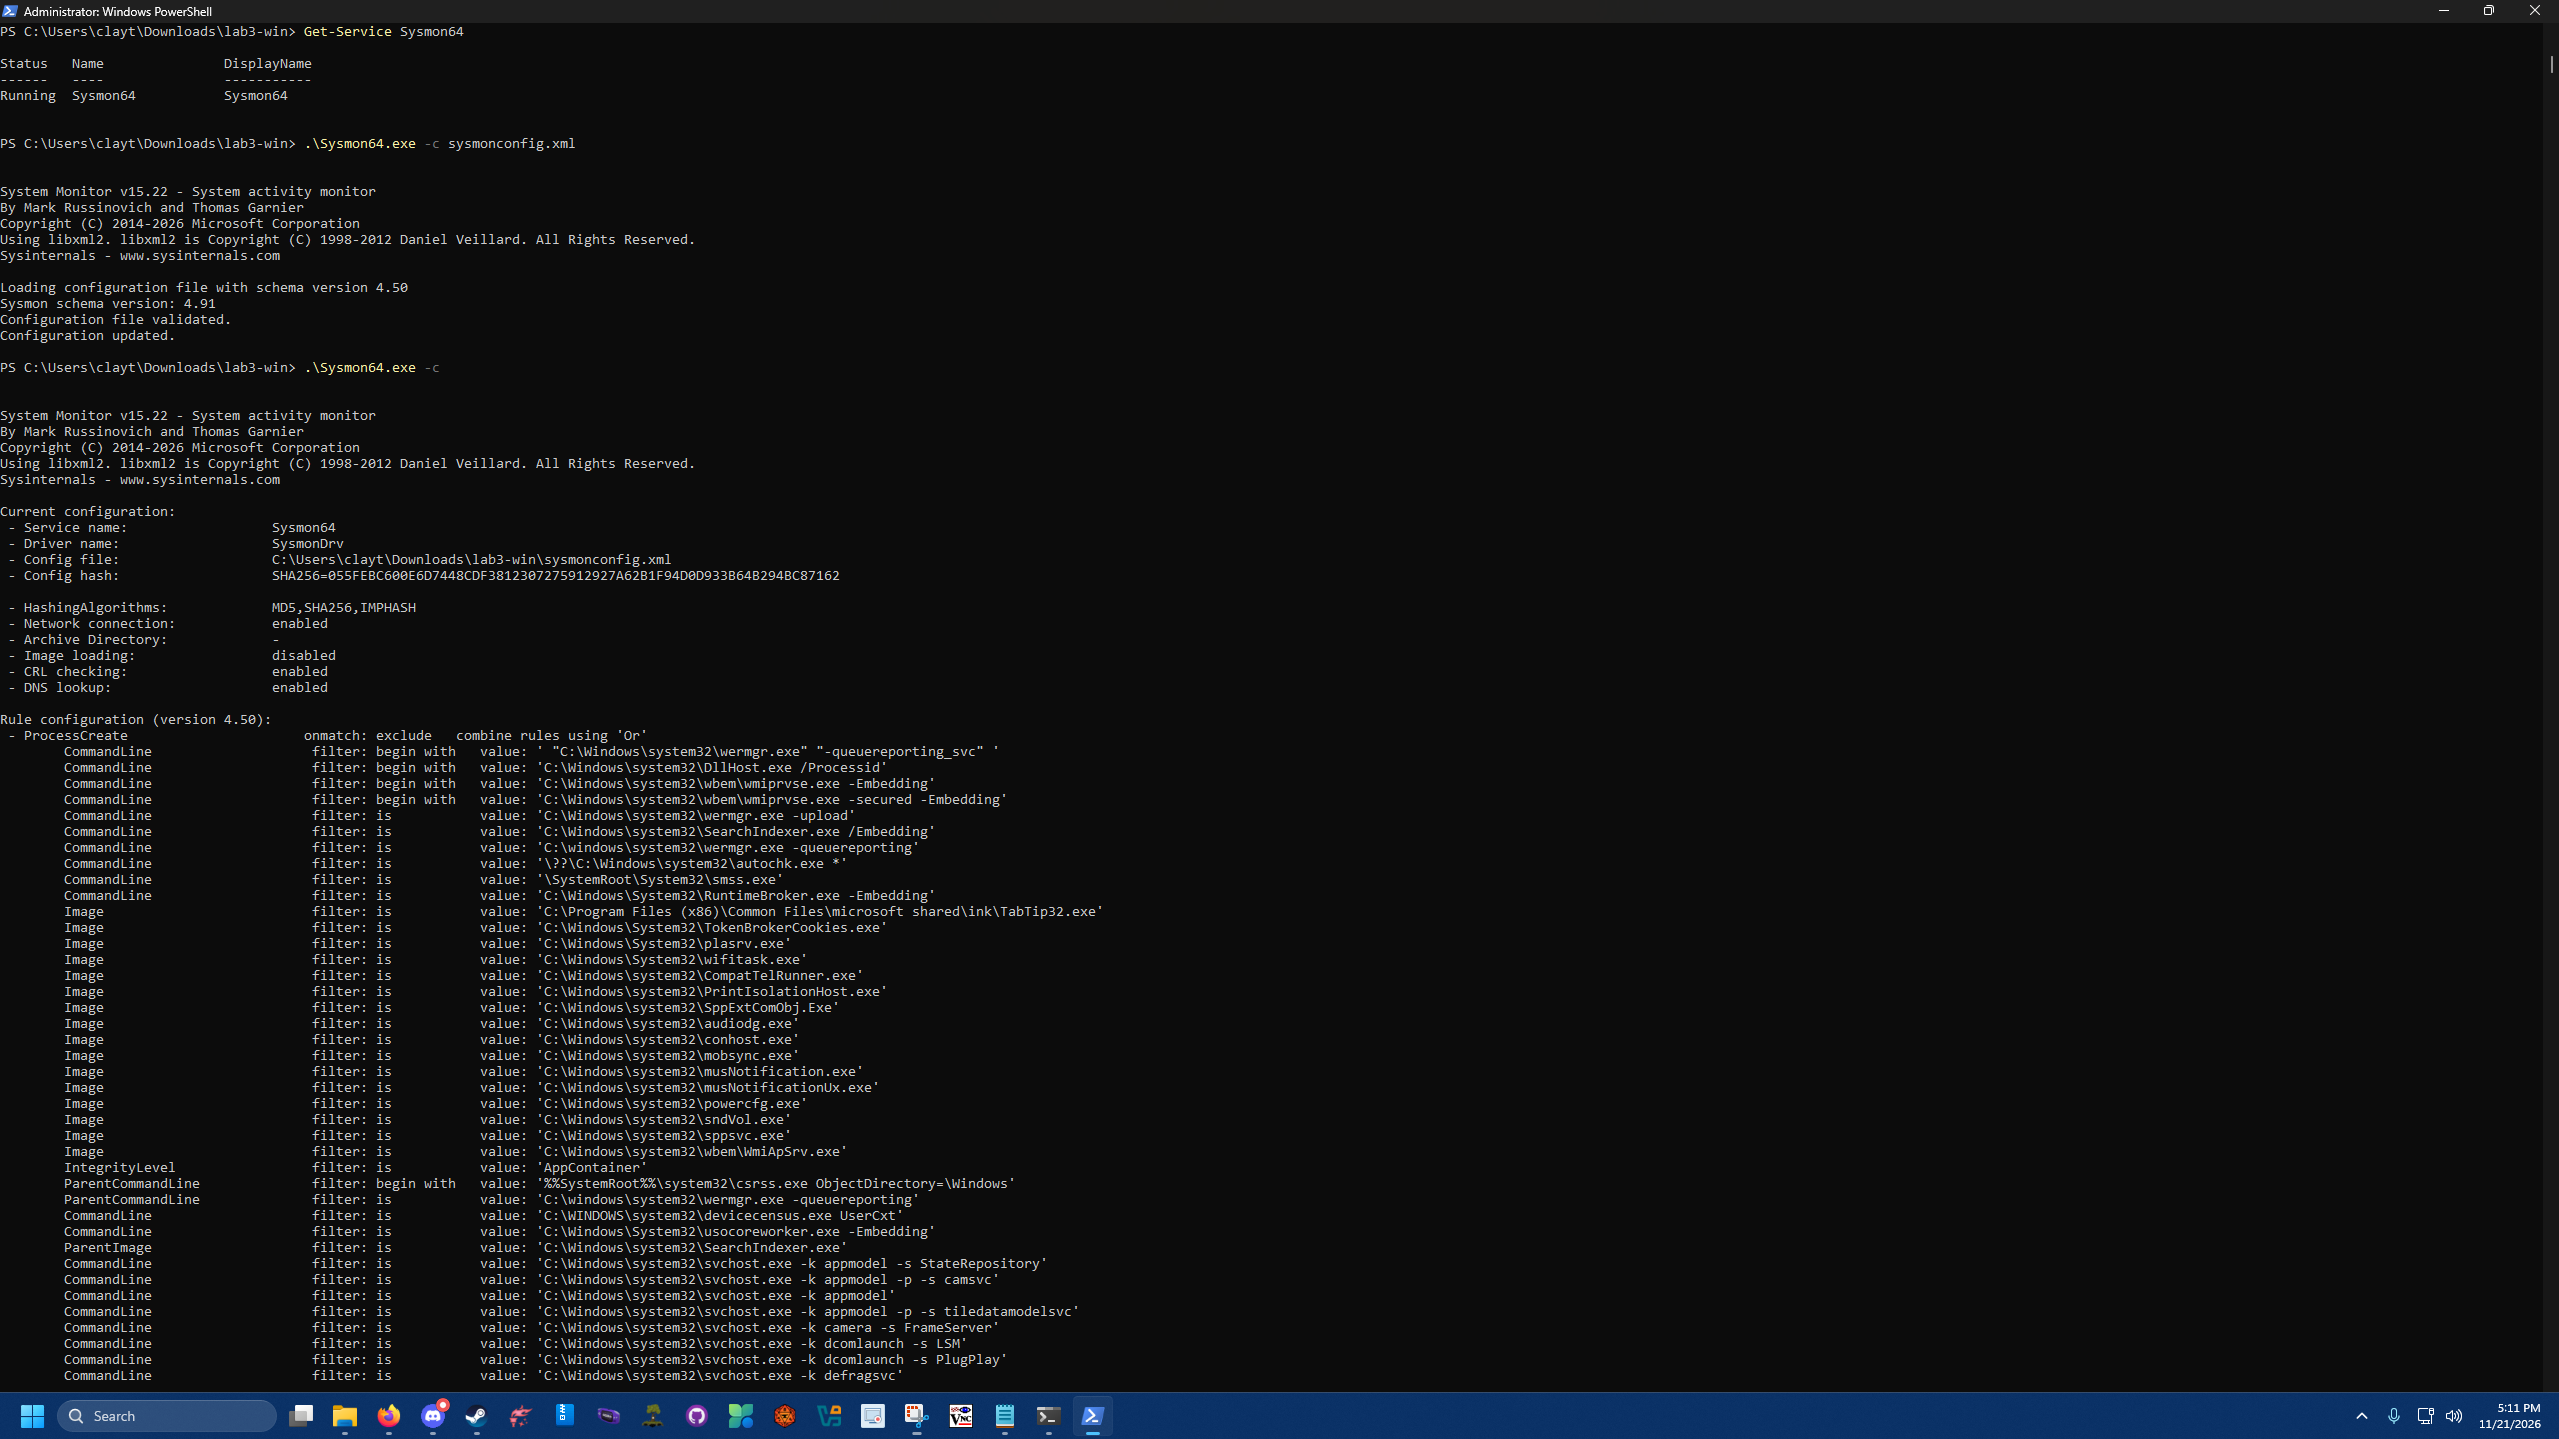 Administrator: Windows PowerShell
PS C:\Users\clayt\Downloads\lab3-win> Get-Service Sysmon64
Status   Name               DisplayName
------   ----               -----------
Running  Sysmon64           Sysmon64
PS C:\Users\clayt\Downloads\lab3-win> .\Sysmon64.exe -c sysmonconfig.xml
System Monitor v15.22 - System activity monitor
By Mark Russinovich and Thomas Garnier
Copyright (C) 2014-2026 Microsoft Corporation
Using libxml2. libxml2 is Copyright (C) 1998-2012 Daniel Veillard. All Rights Reserved.
Sysinternals - www.sysinternals.com
Loading configuration file with schema version 4.50
Sysmon schema version: 4.91
Configuration file validated.
Configuration updated.
PS C:\Users\clayt\Downloads\lab3-win> .\Sysmon64.exe -c
System Monitor v15.22 - System activity monitor
By Mark Russinovich and Thomas Garnier
Copyright (C) 2014-2026 Microsoft Corporation
Using libxml2. libxml2 is Copyright (C) 1998-2012 Daniel Veillard. All Rights Reserved.
Sysinternals - www.sysinternals.com
Current configuration:
 - Service name:                  Sysmon64
 - Driver name:                   SysmonDrv
 - Config file:                   C:\Users\clayt\Downloads\lab3-win\sysmonconfig.xml
 - Config hash:                   SHA256=055FEBC600E6D7448CDF3812307275912927A62B1F94D0D933B64B294BC87162
 - HashingAlgorithms:             MD5,SHA256,IMPHASH
 - Network connection:            enabled
 - Archive Directory:             -
 - Image loading:                 disabled
 - CRL checking:                  enabled
 - DNS lookup:                    enabled
Rule configuration (version 4.50):
 - ProcessCreate                      onmatch: exclude   combine rules using 'Or'
        CommandLine                    filter: begin with   value: ' "C:\Windows\system32\wermgr.exe" "-queuereporting_svc" '
        CommandLine                    filter: begin with   value: 'C:\Windows\system32\DllHost.exe /Processid'
        CommandLine                    filter: begin with   value: 'C:\Windows\system32\wbem\wmiprvse.exe -Embedding'
        CommandLine                    filter: begin with   value: 'C:\Windows\system32\wbem\wmiprvse.exe -secured -Embedding'
        CommandLine                    filter: is           value: 'C:\Windows\system32\wermgr.exe -upload'
        CommandLine                    filter: is           value: 'C:\Windows\system32\SearchIndexer.exe /Embedding'
        CommandLine                    filter: is           value: 'C:\windows\system32\wermgr.exe -queuereporting'
        CommandLine                    filter: is           value: '\??\C:\Windows\system32\autochk.exe *'
        CommandLine                    filter: is           value: '\SystemRoot\System32\smss.exe'
        CommandLine                    filter: is           value: 'C:\Windows\System32\RuntimeBroker.exe -Embedding'
        Image                          filter: is           value: 'C:\Program Files (x86)\Common Files\microsoft shared\ink\TabTip32.exe'
        Image                          filter: is           value: 'C:\Windows\System32\TokenBrokerCookies.exe'
        Image                          filter: is           value: 'C:\Windows\System32\plasrv.exe'
        Image                          filter: is           value: 'C:\Windows\System32\wifitask.exe'
        Image                          filter: is           value: 'C:\Windows\system32\CompatTelRunner.exe'
        Image                          filter: is           value: 'C:\Windows\system32\PrintIsolationHost.exe'
        Image                          filter: is           value: 'C:\Windows\system32\SppExtComObj.Exe'
        Image                          filter: is           value: 'C:\Windows\system32\audiodg.exe'
        Image                          filter: is           value: 'C:\Windows\system32\conhost.exe'
        Image                          filter: is           value: 'C:\Windows\system32\mobsync.exe'
        Image                          filter: is           value: 'C:\Windows\system32\musNotification.exe'
        Image                          filter: is           value: 'C:\Windows\system32\musNotificationUx.exe'
        Image                          filter: is           value: 'C:\Windows\system32\powercfg.exe'
        Image                          filter: is           value: 'C:\Windows\system32\sndVol.exe'
        Image                          filter: is           value: 'C:\Windows\system32\sppsvc.exe'
        Image                          filter: is           value: 'C:\Windows\system32\wbem\WmiApSrv.exe'
        IntegrityLevel                 filter: is           value: 'AppContainer'
        ParentCommandLine              filter: begin with   value: '%%SystemRoot%%\system32\csrss.exe ObjectDirectory=\Windows'
        ParentCommandLine              filter: is           value: 'C:\windows\system32\wermgr.exe -queuereporting'
        CommandLine                    filter: is           value: 'C:\WINDOWS\system32\devicecensus.exe UserCxt'
        CommandLine                    filter: is           value: 'C:\Windows\System32\usocoreworker.exe -Embedding'
        ParentImage                    filter: is           value: 'C:\Windows\system32\SearchIndexer.exe'
        CommandLine                    filter: is           value: 'C:\Windows\system32\svchost.exe -k appmodel -s StateRepository'
        CommandLine                    filter: is           value: 'C:\Windows\system32\svchost.exe -k appmodel -p -s camsvc'
        CommandLine                    filter: is           value: 'C:\Windows\system32\svchost.exe -k appmodel'
        CommandLine                    filter: is           value: 'C:\Windows\system32\svchost.exe -k appmodel -p -s tiledatamodelsvc'
        CommandLine                    filter: is           value: 'C:\Windows\System32\svchost.exe -k camera -s FrameServer'
        CommandLine                    filter: is           value: 'C:\Windows\system32\svchost.exe -k dcomlaunch -s LSM'
        CommandLine                    filter: is           value: 'C:\Windows\system32\svchost.exe -k dcomlaunch -s PlugPlay'
        CommandLine                    filter: is           value: 'C:\Windows\system32\svchost.exe -k defragsvc'
Search
VNC
5:11 PM
11/21/2026